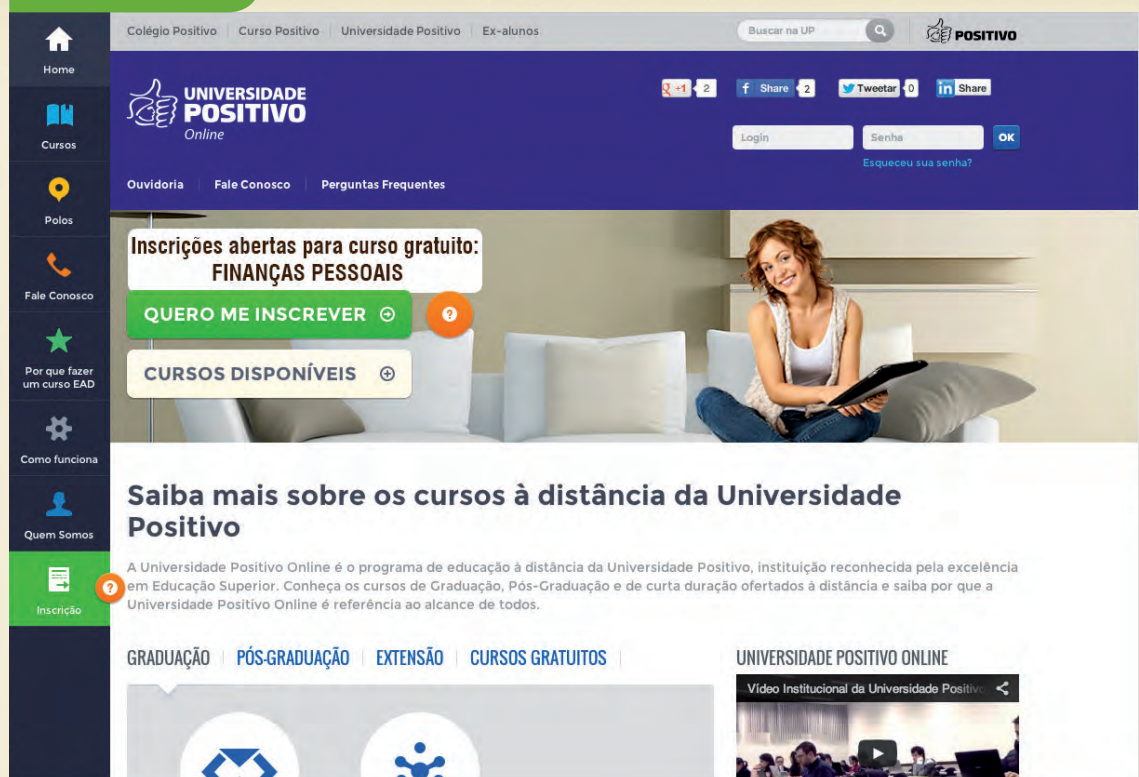 Colégio Positivo
Curso Positivo
Universidade Positivo
Ex-alunos
Buscar na UP
POSITIVO
Home
Cursos
Polos
Fale Conosco
Por que fazer
um curso EAD
Como funciona
Quem Somos
Inscrição
?
UNIVERSIDADE
POSITIVO
Online
g +1 2
f Share 2
Tweetar 0
in Share
Login
Senha
OK
Esqueceu sua senha?
Ouvidoria
Fale Conosco
Perguntas Frequentes
Inscrições abertas para curso gratuito:
FINANÇAS PESSOAIS
QUERO ME INSCREVER
?
CURSOS DISPONÍVEIS
Saiba mais sobre os cursos à distância da Universidade
Positivo
A Universidade Positivo Online é o programa de educação à distância da Universidade Positivo, instituição reconhecida pela excelência
em Educação Superior. Conheça os cursos de Graduação, Pós-Graduação e de curta duração ofertados à distância e saiba por que a
Universidade Positivo Online é referência ao alcance de todos.
GRADUAÇÃO
PÓS-GRADUAÇÃO
EXTENSÃO
CURSOS GRATUITOS
UNIVERSIDADE POSITIVO ONLINE
Vídeo Institucional da Universidade Positivo